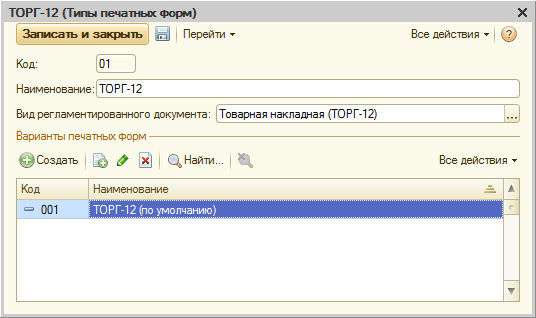 ТОРГ-12 (Типы печатных форм)
Записать и закрыть Перейти Все действия ?
Код: 01
Наименование: ТОРГ-12
Вид регламентированного документа: Товарная накладная (ТОРГ-12) ...
Варианты печатных форм
Создать Найти... Все действия
Код Наименование
001 ТОРГ-12 (по умолчанию)